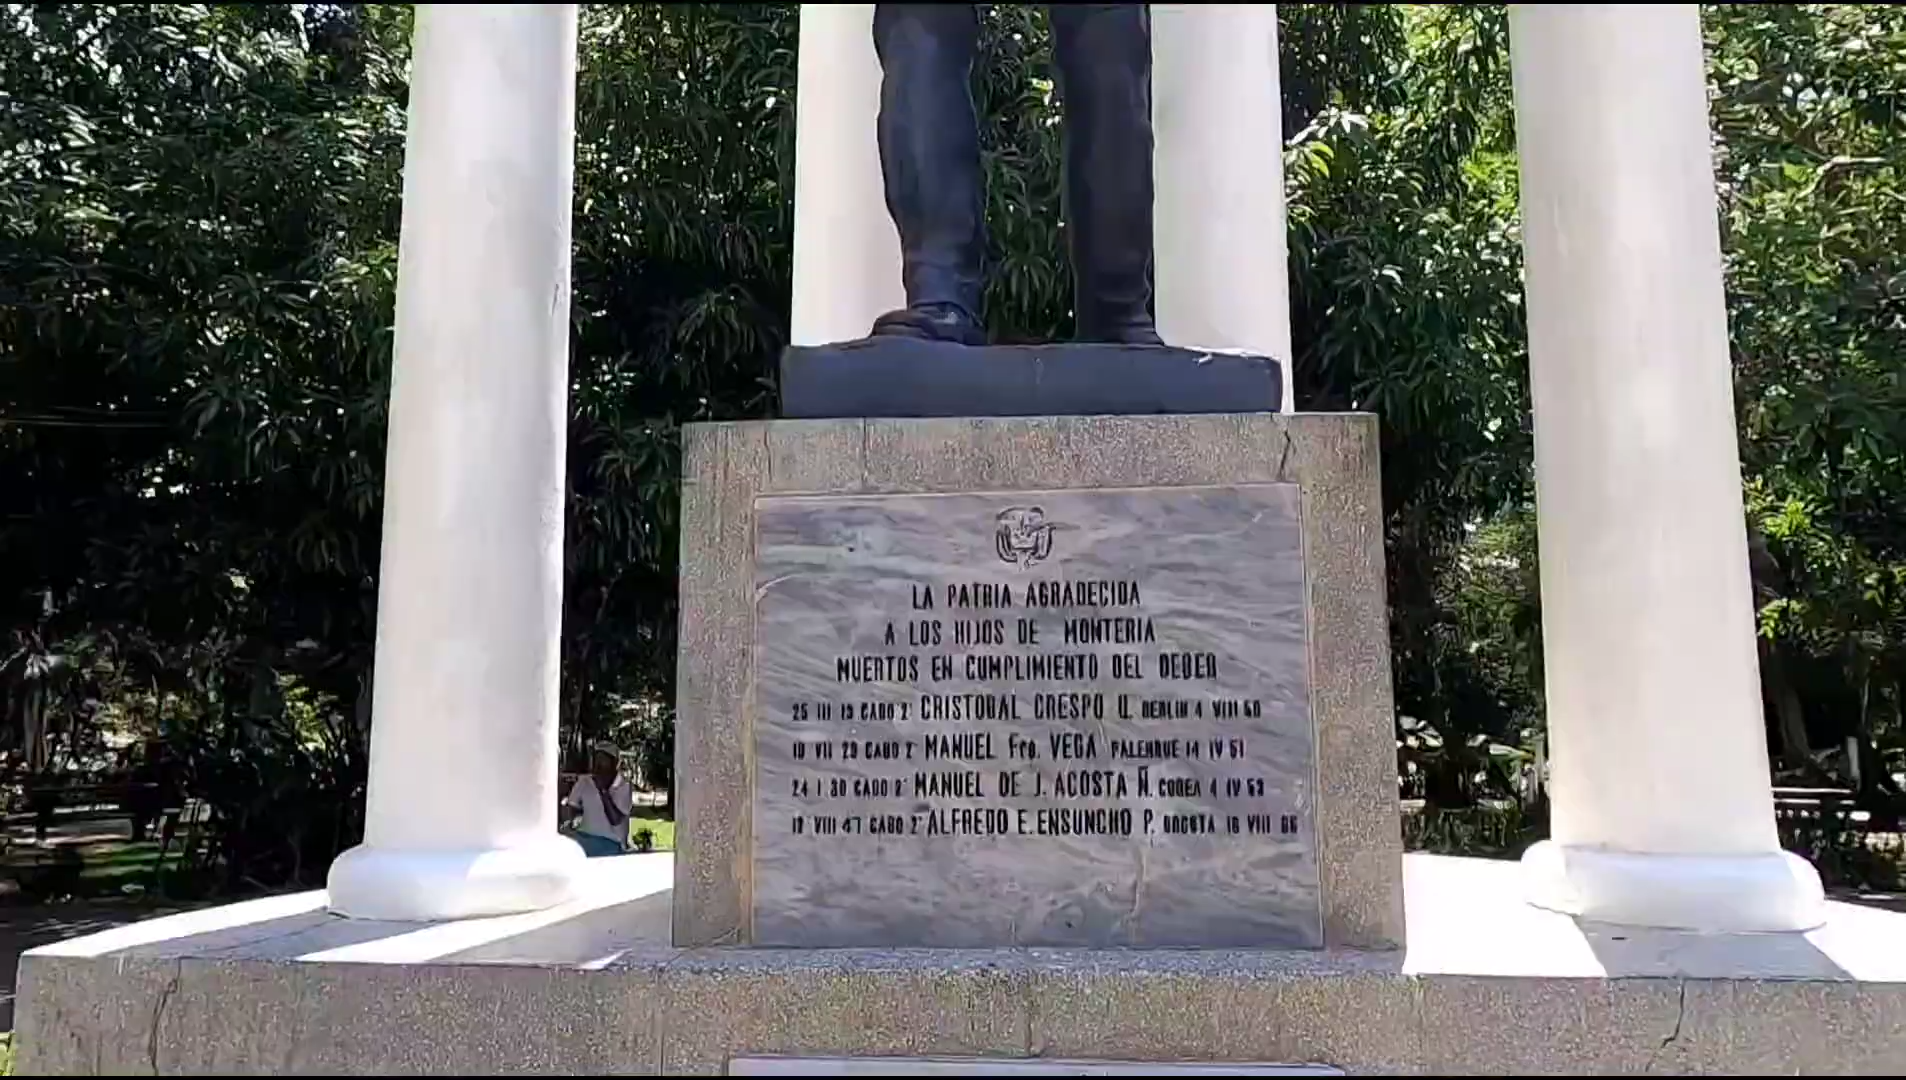 LA PATRIA AGRADECIDA
A LOS HIJOS DE MONTERIA
MUERTOS EN CUMPLIMIENTO DEL DEBER
25 III 19 CABO 2° CRISTOBAL CRESPO U. BERLIN 4 VIII 50
10 VII 29 CABO 2° MANUEL Fco. VEGA PALENQUE 14 IV 51
24 I 30 CABO 2° MANUEL DE J. ACOSTA Ñ. COREA 4 IV 53
12 VIII 47 CABO 2° ALFREDO E. ENSUNCHO P. BOGOTA 16 VIII 66